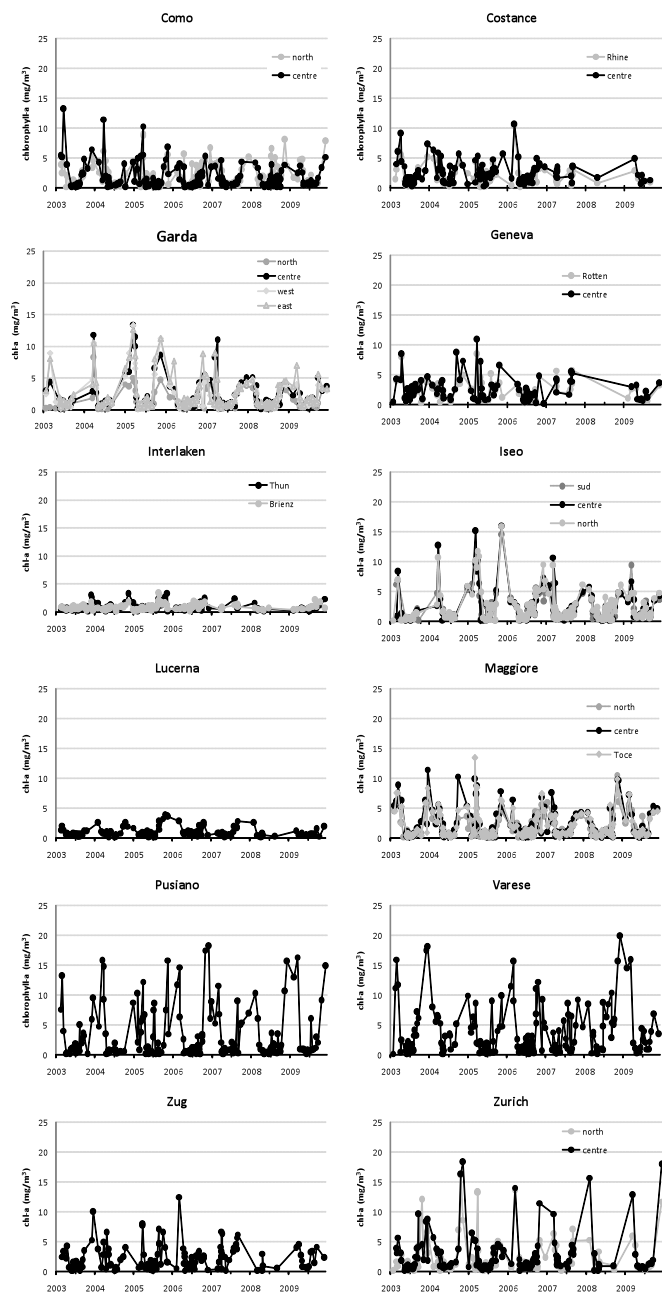 Como
chlorophyll-a (mg/m³)
25
20
15
10
5
0
north
centre
2003 2004 2005 2006 2007 2008 2009
Costance
chlorophyll-a (mg/m³)
25
20
15
10
5
0
Rhine
centre
2003 2004 2005 2006 2007 2008 2009
Garda
chl-a (mg/m³)
25
20
15
10
5
0
north
centre
west
east
2003 2004 2005 2006 2007 2008 2009
Geneva
chl-a (mg/m³)
25
20
15
10
5
0
Rotten
centre
2003 2004 2005 2006 2007 2008 2009
Interlaken
chl-a (mg/m³)
25
20
15
10
5
0
Thun
Brienz
2003 2004 2005 2006 2007 2008 2009
Iseo
chl-a (mg/m³)
25
20
15
10
5
0
sud
centre
north
2003 2004 2005 2006 2007 2008 2009
Lucerna
chl-a (mg/m³)
25
20
15
10
5
0
2003 2004 2005 2006 2007 2008 2009
Maggiore
chl-a (mg/m³)
25
20
15
10
5
0
north
centre
Toce
2003 2004 2005 2006 2007 2008 2009
Pusiano
chlorophyll-a (mg/m³)
25
20
15
10
5
0
2003 2004 2005 2006 2007 2008 2009
Varese
chl-a (mg/m³)
25
20
15
10
5
0
2003 2004 2005 2006 2007 2008 2009
Zug
chl-a (mg/m³)
25
20
15
10
5
0
2003 2004 2005 2006 2007 2008 2009
Zurich
chl-a (mg/m³)
25
20
15
10
5
0
north
centre
2003 2004 2005 2006 2007 2008 2009